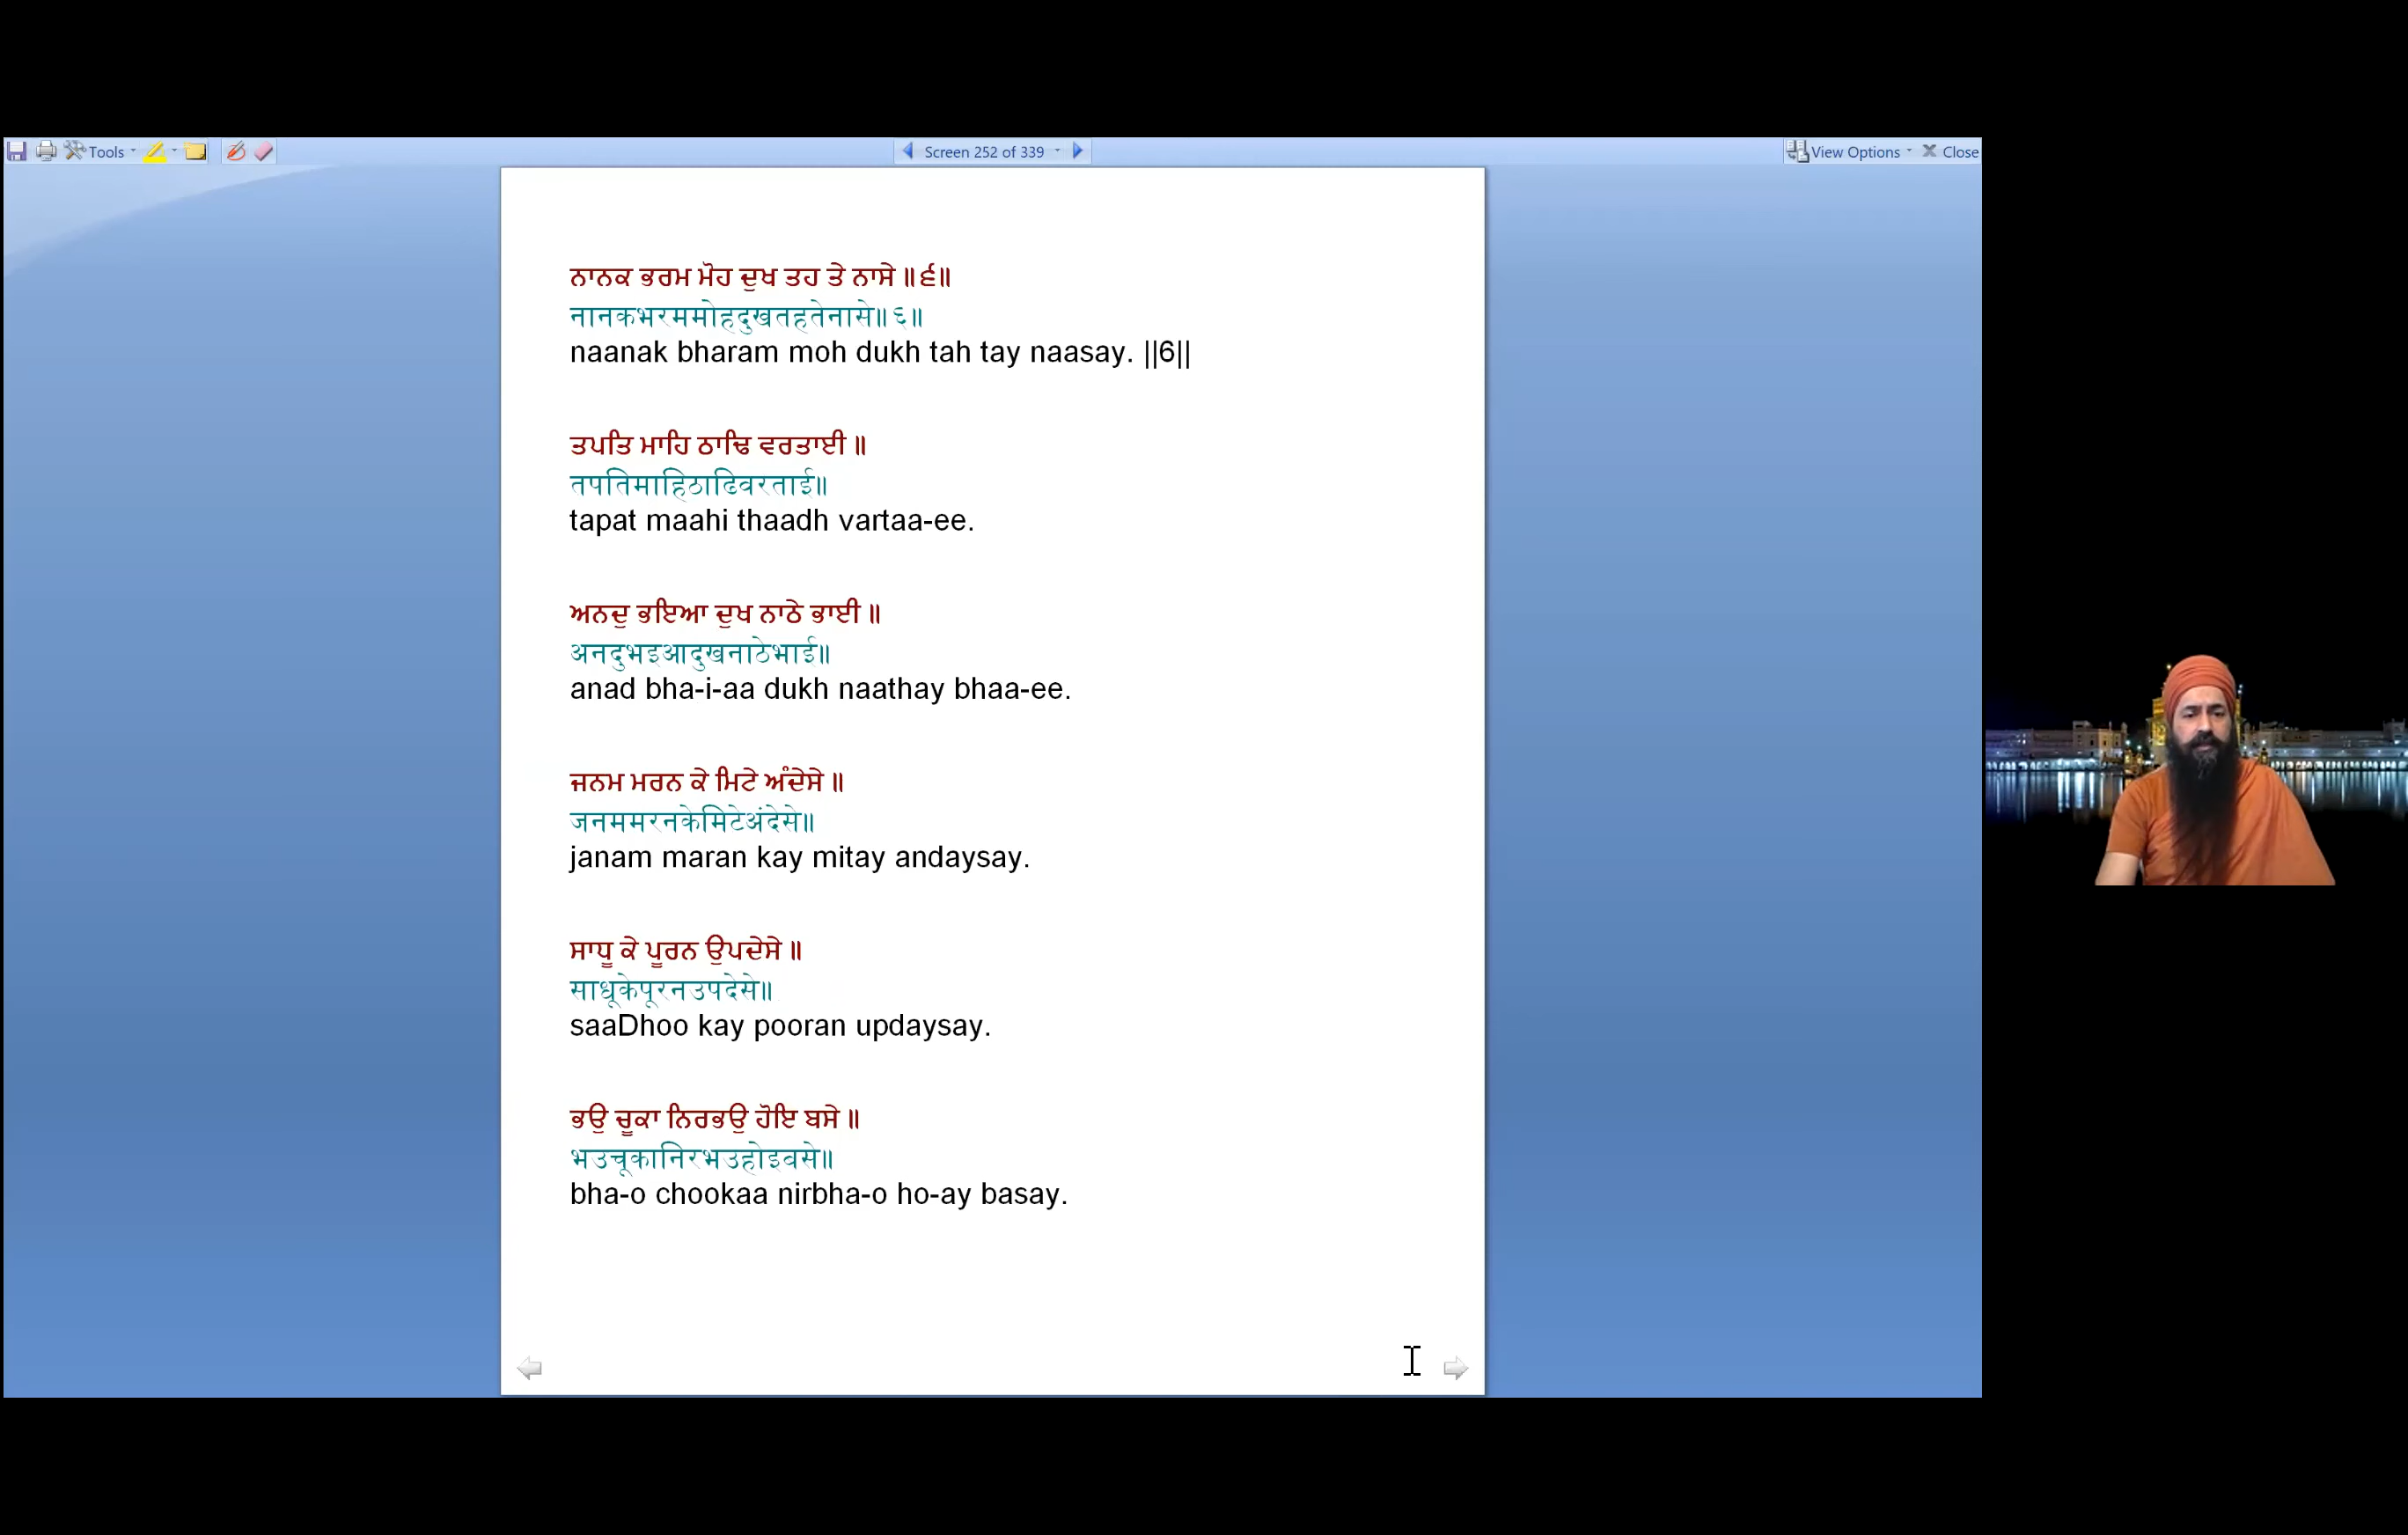 Tools
Screen 252 of 339
View Options
Close
ਨਾਨਕ ਭਰਮ ਮੋਹ ਦੁਖ ਤਹ ਤੇ ਨਾਸੇ ॥੬॥
नानकभरममोहदुखतहतेनासे॥६॥
naanak bharam moh dukh tah tay naasay. ||6||
ਤਪਤਿ ਮਾਹਿ ਠਾਢਿ ਵਰਤਾਈ ॥
तपतिमाहिठाढिवरताई॥
tapat maahi thaadh vartaa-ee.
ਅਨਦੁ ਭਇਆ ਦੁਖ ਨਾਠੇ ਭਾਈ ॥
अनदुभइआदुखनाठेभाई॥
anad bha-i-aa dukh naathay bhaa-ee.
ਜਨਮ ਮਰਨ ਕੇ ਮਿਟੇ ਅੰਦੇਸੇ ॥
जनममरनकेमिटेअंदेसे॥
janam maran kay mitay andaysay.
ਸਾਧੂ ਕੇ ਪੂਰਨ ਉਪਦੇਸੇ ॥
साधूकेपूरनउपदेसे॥
saaDhoo kay pooran updaysay.
ਭਉ ਚੂਕਾ ਨਿਰਭਉ ਹੋਇ ਬਸੇ ॥
भउचूकानिरभउहोइबसे॥
bha-o chookaa nirbha-o ho-ay basay.